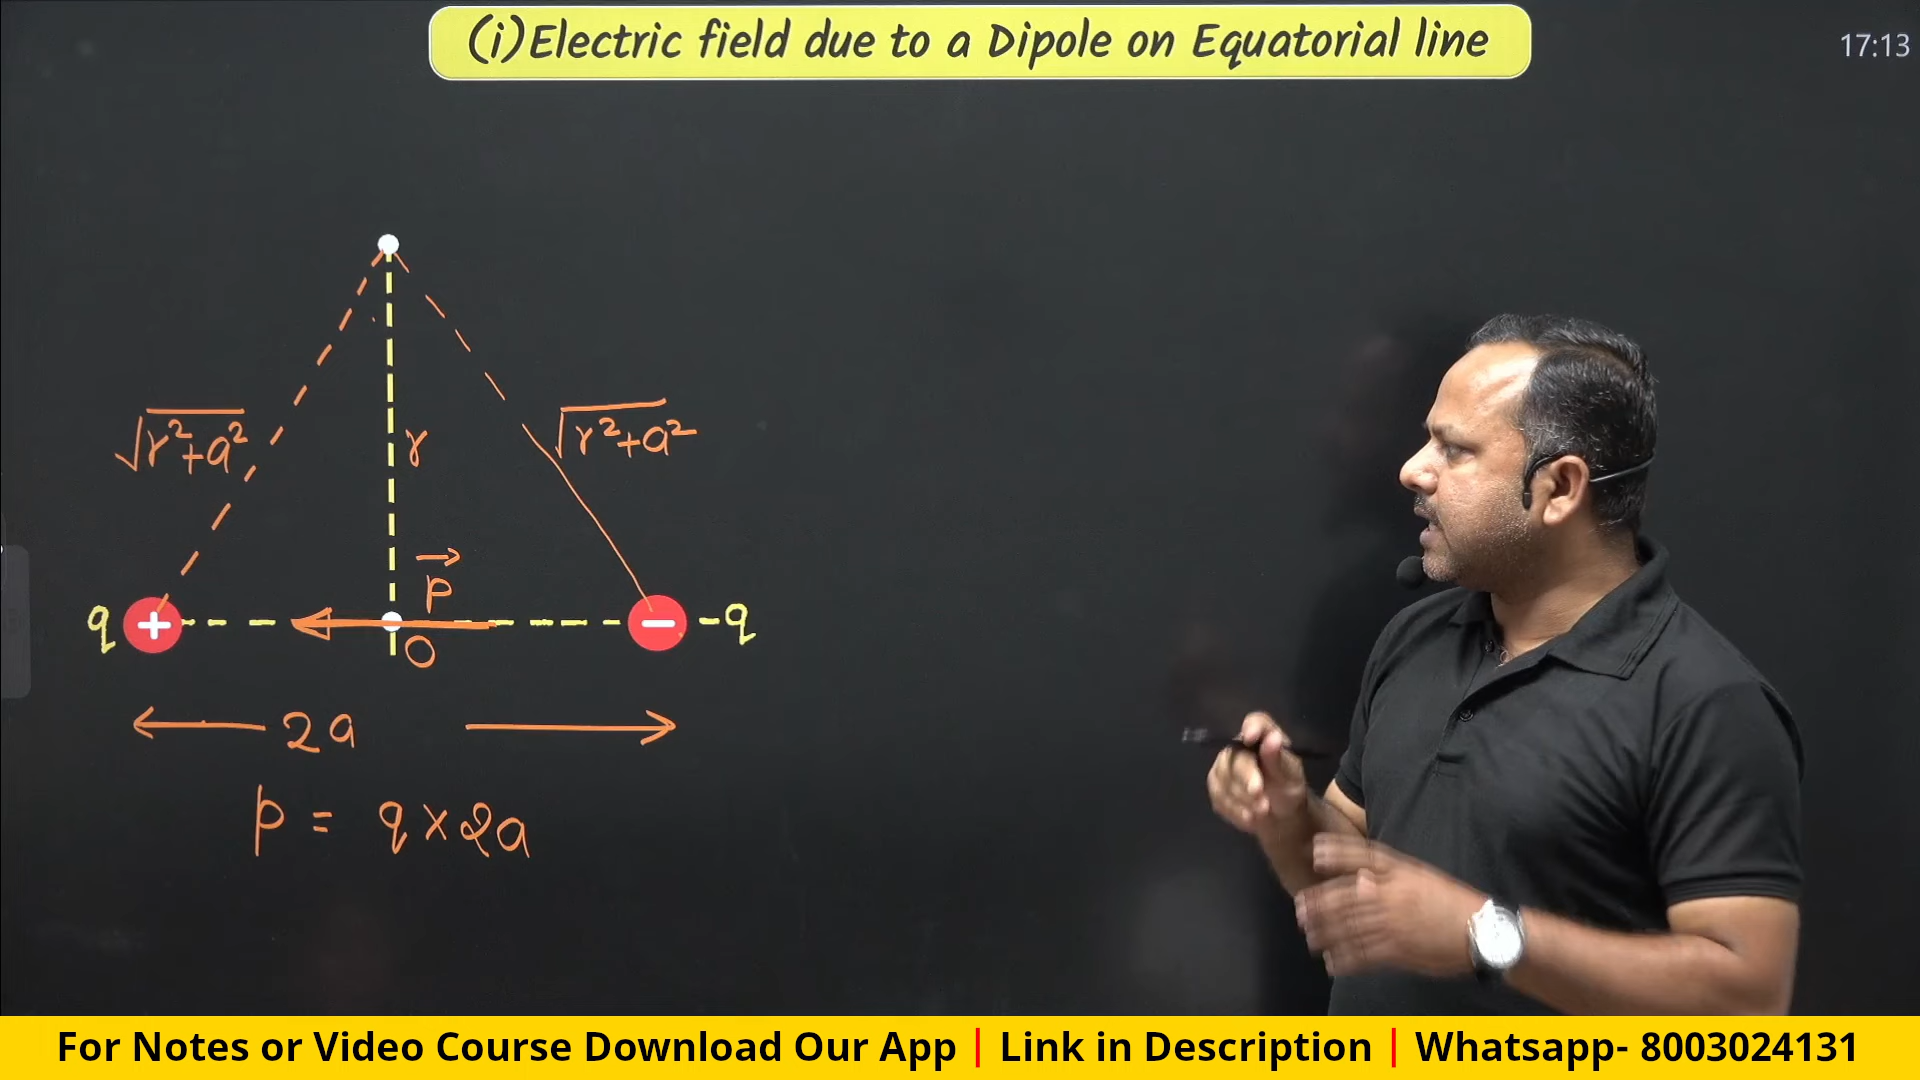 (i)Electric field due to a Dipole on Equatorial line
17:13
√r²+a²
r
√r²+a²
p⃗
q
+
−
-q
O
2a
p = q×2a
For Notes or Video Course Download Our App | Link in Description | Whatsapp- 8003024131